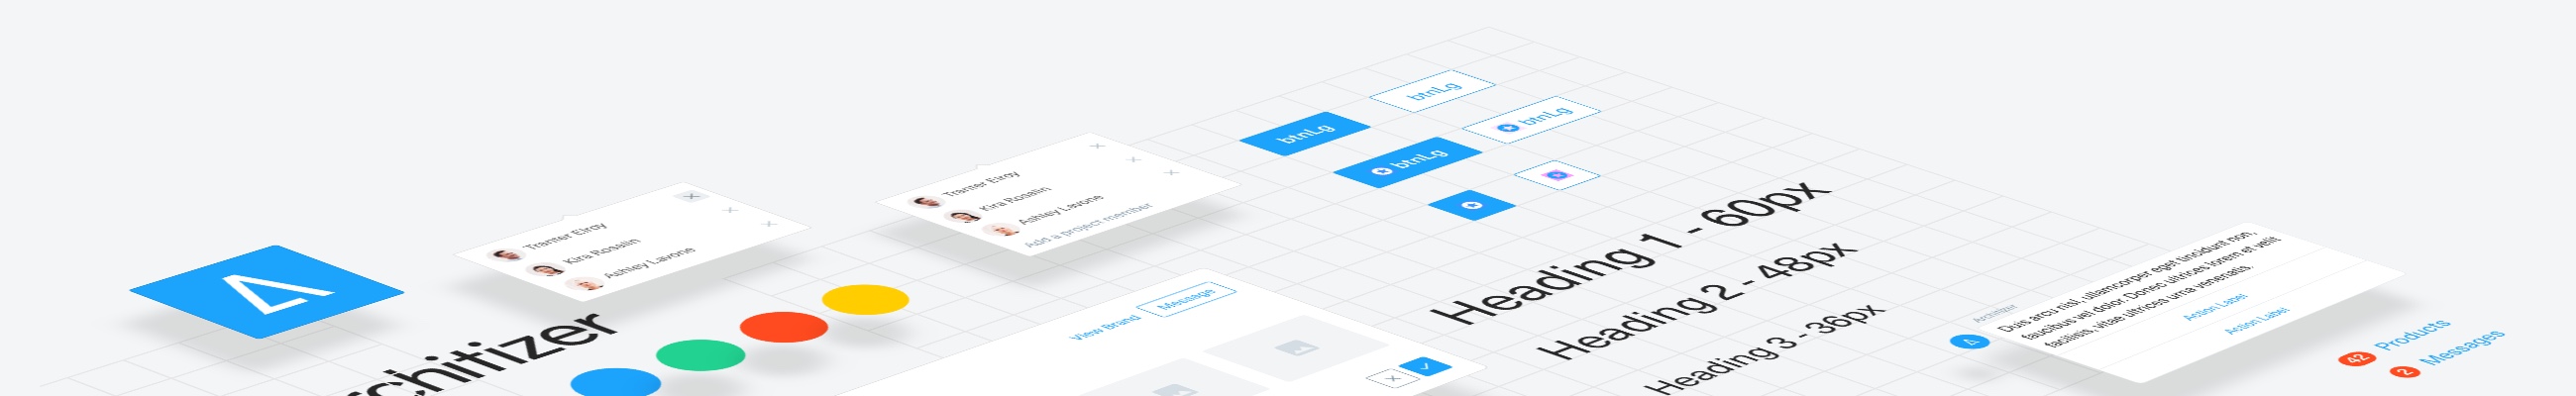 Tranter Elroy
Kira Rosalin
Ashley Lavone
Tranter Elroy
Kira Rosalin
Ashley Lavone
Add a project member
btnLg
btnLg
btnLg
btnLg
rchitizer
View Brand
Message
Heading 1 - 60px
Heading 2 - 48px
Heading 3 - 36px
Architizer
Duis arcu nisl, ullamcorper eget tincidunt non,
faucibus vel dolor. Donec ultrices lorem et velit
facilisis, vitae ultrices urna venenatis.
Action Label
Action Label
42 Products
2 Messages